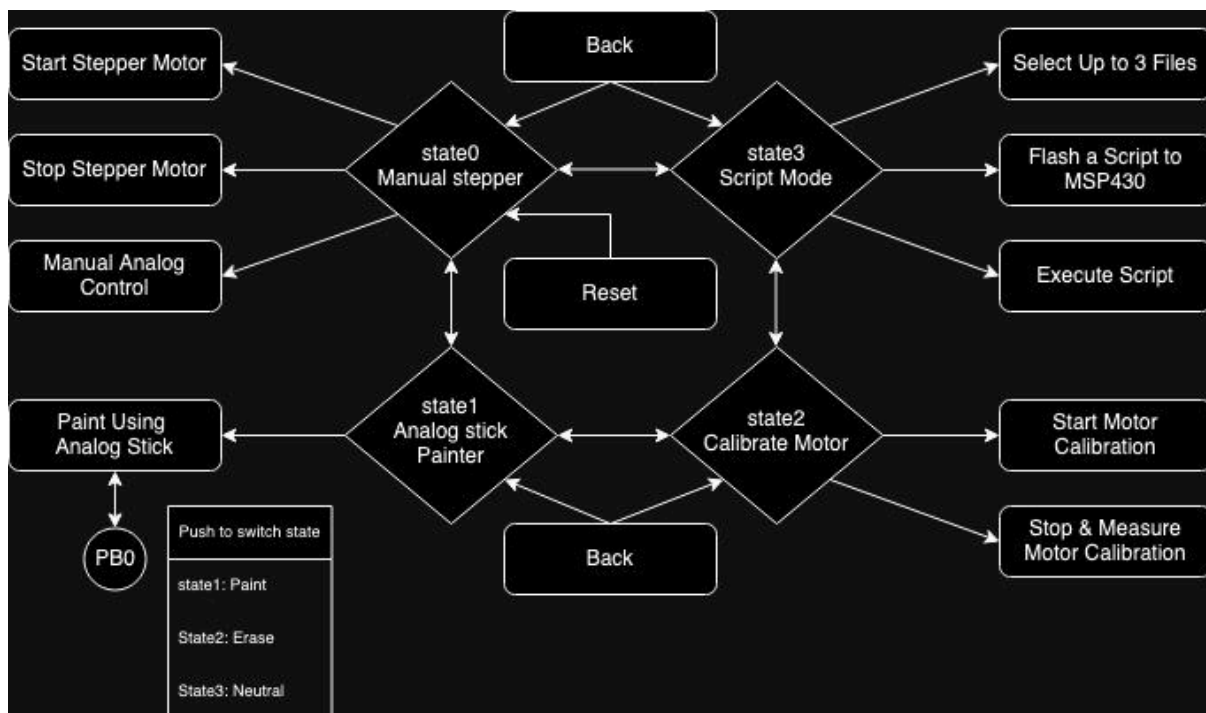 Back
Start Stepper Motor
Select Up to 3 Files
state0
Manual stepper
state3
Script Mode
Stop Stepper Motor
Flash a Script to
MSP430
Manual Analog
Control
Reset
Execute Script
state1
Analog stick
Painter
state2
Calibrate Motor
Paint Using
Analog Stick
Start Motor
Calibration
Push to switch state
Back
Stop & Measure
Motor Calibration
PB0
state1: Paint
State2: Erase
State3: Neutral